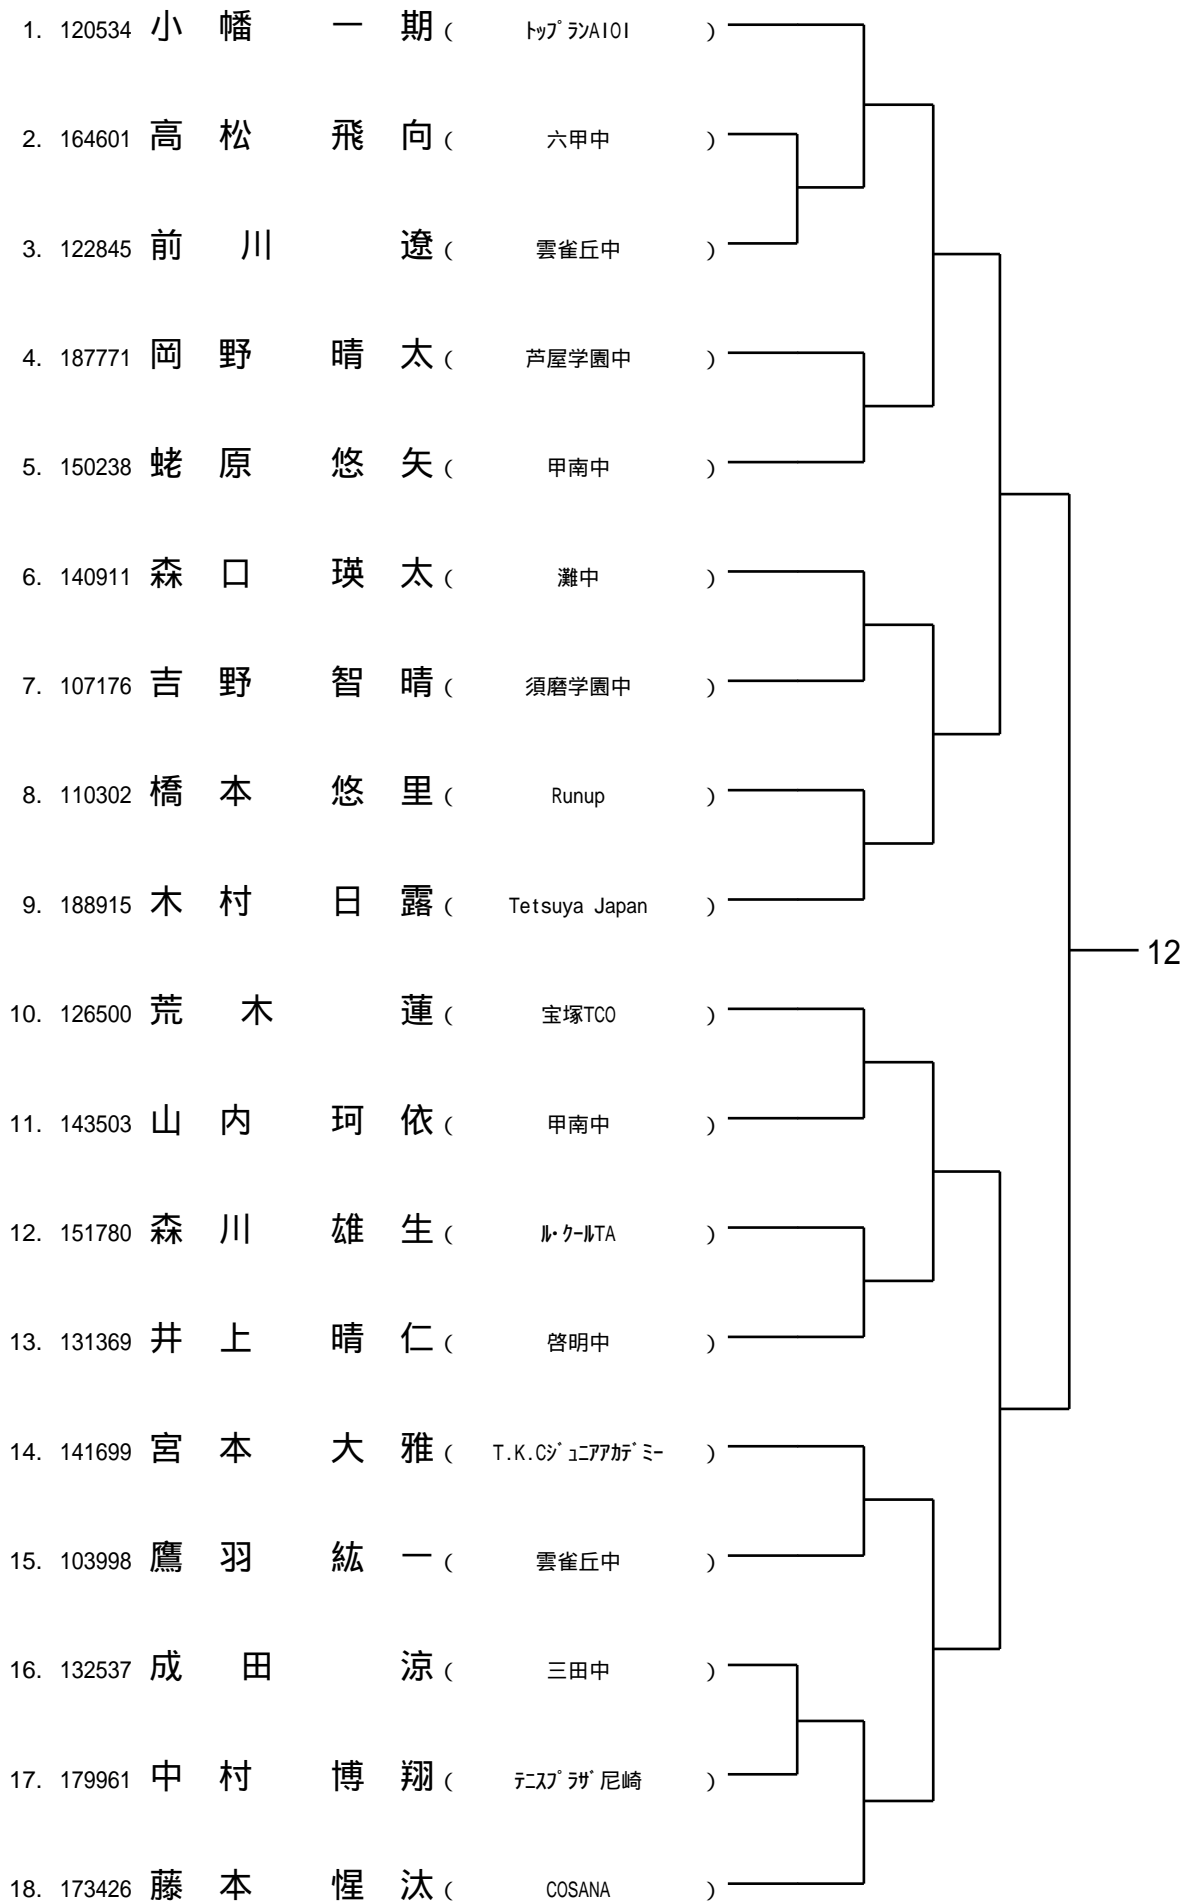 1. 120534 小幡 一期 ( トップランAIOI )
2. 164601 高松 飛向 ( 六甲中 )
3. 122845 前川 遼 ( 雲雀丘中 )
4. 187771 岡野 晴太 ( 芦屋学園中 )
5. 150238 蛯原 悠矢 ( 甲南中 )
6. 140911 森口 瑛太 ( 灘中 )
7. 107176 吉野 智晴 ( 須磨学園中 )
8. 110302 橋本 悠里 ( Runup )
9. 188915 木村 日露 ( Tetsuya Japan )
12
10. 126500 荒木 蓮 ( 宝塚TCO )
11. 143503 山内 珂依 ( 甲南中 )
12. 151780 森川 雄生 ( ル・クールTA )
13. 131369 井上 晴仁 ( 啓明中 )
14. 141699 宮本 大雅 ( T.K.Cジュニアアカデミー )
15. 103998 鷹羽 紘一 ( 雲雀丘中 )
16. 132537 成田 涼 ( 三田中 )
17. 179961 中村 博翔 ( テニスプラザ尼崎 )
18. 173426 藤本 惺汰 ( COSANA )